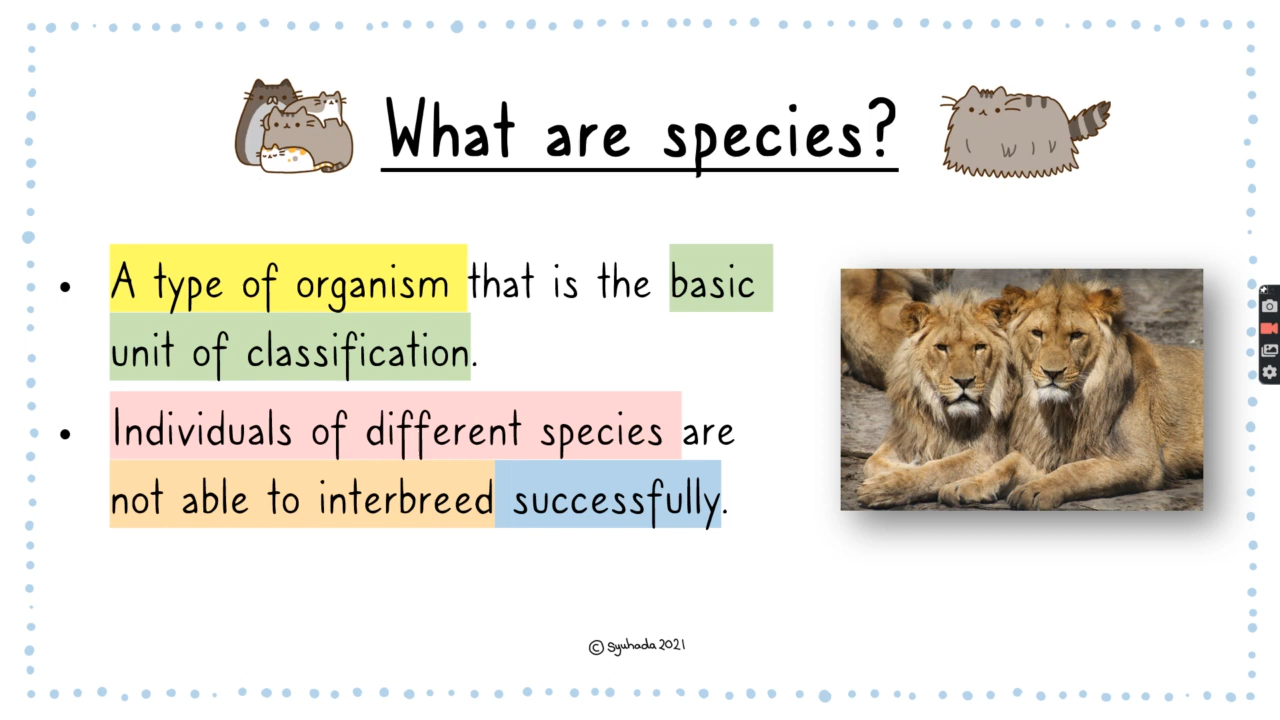 What are species?
• A type of organism that is the basic
unit of classification.
• Individuals of different species are
not able to interbreed successfully.
© Syuhada 2021